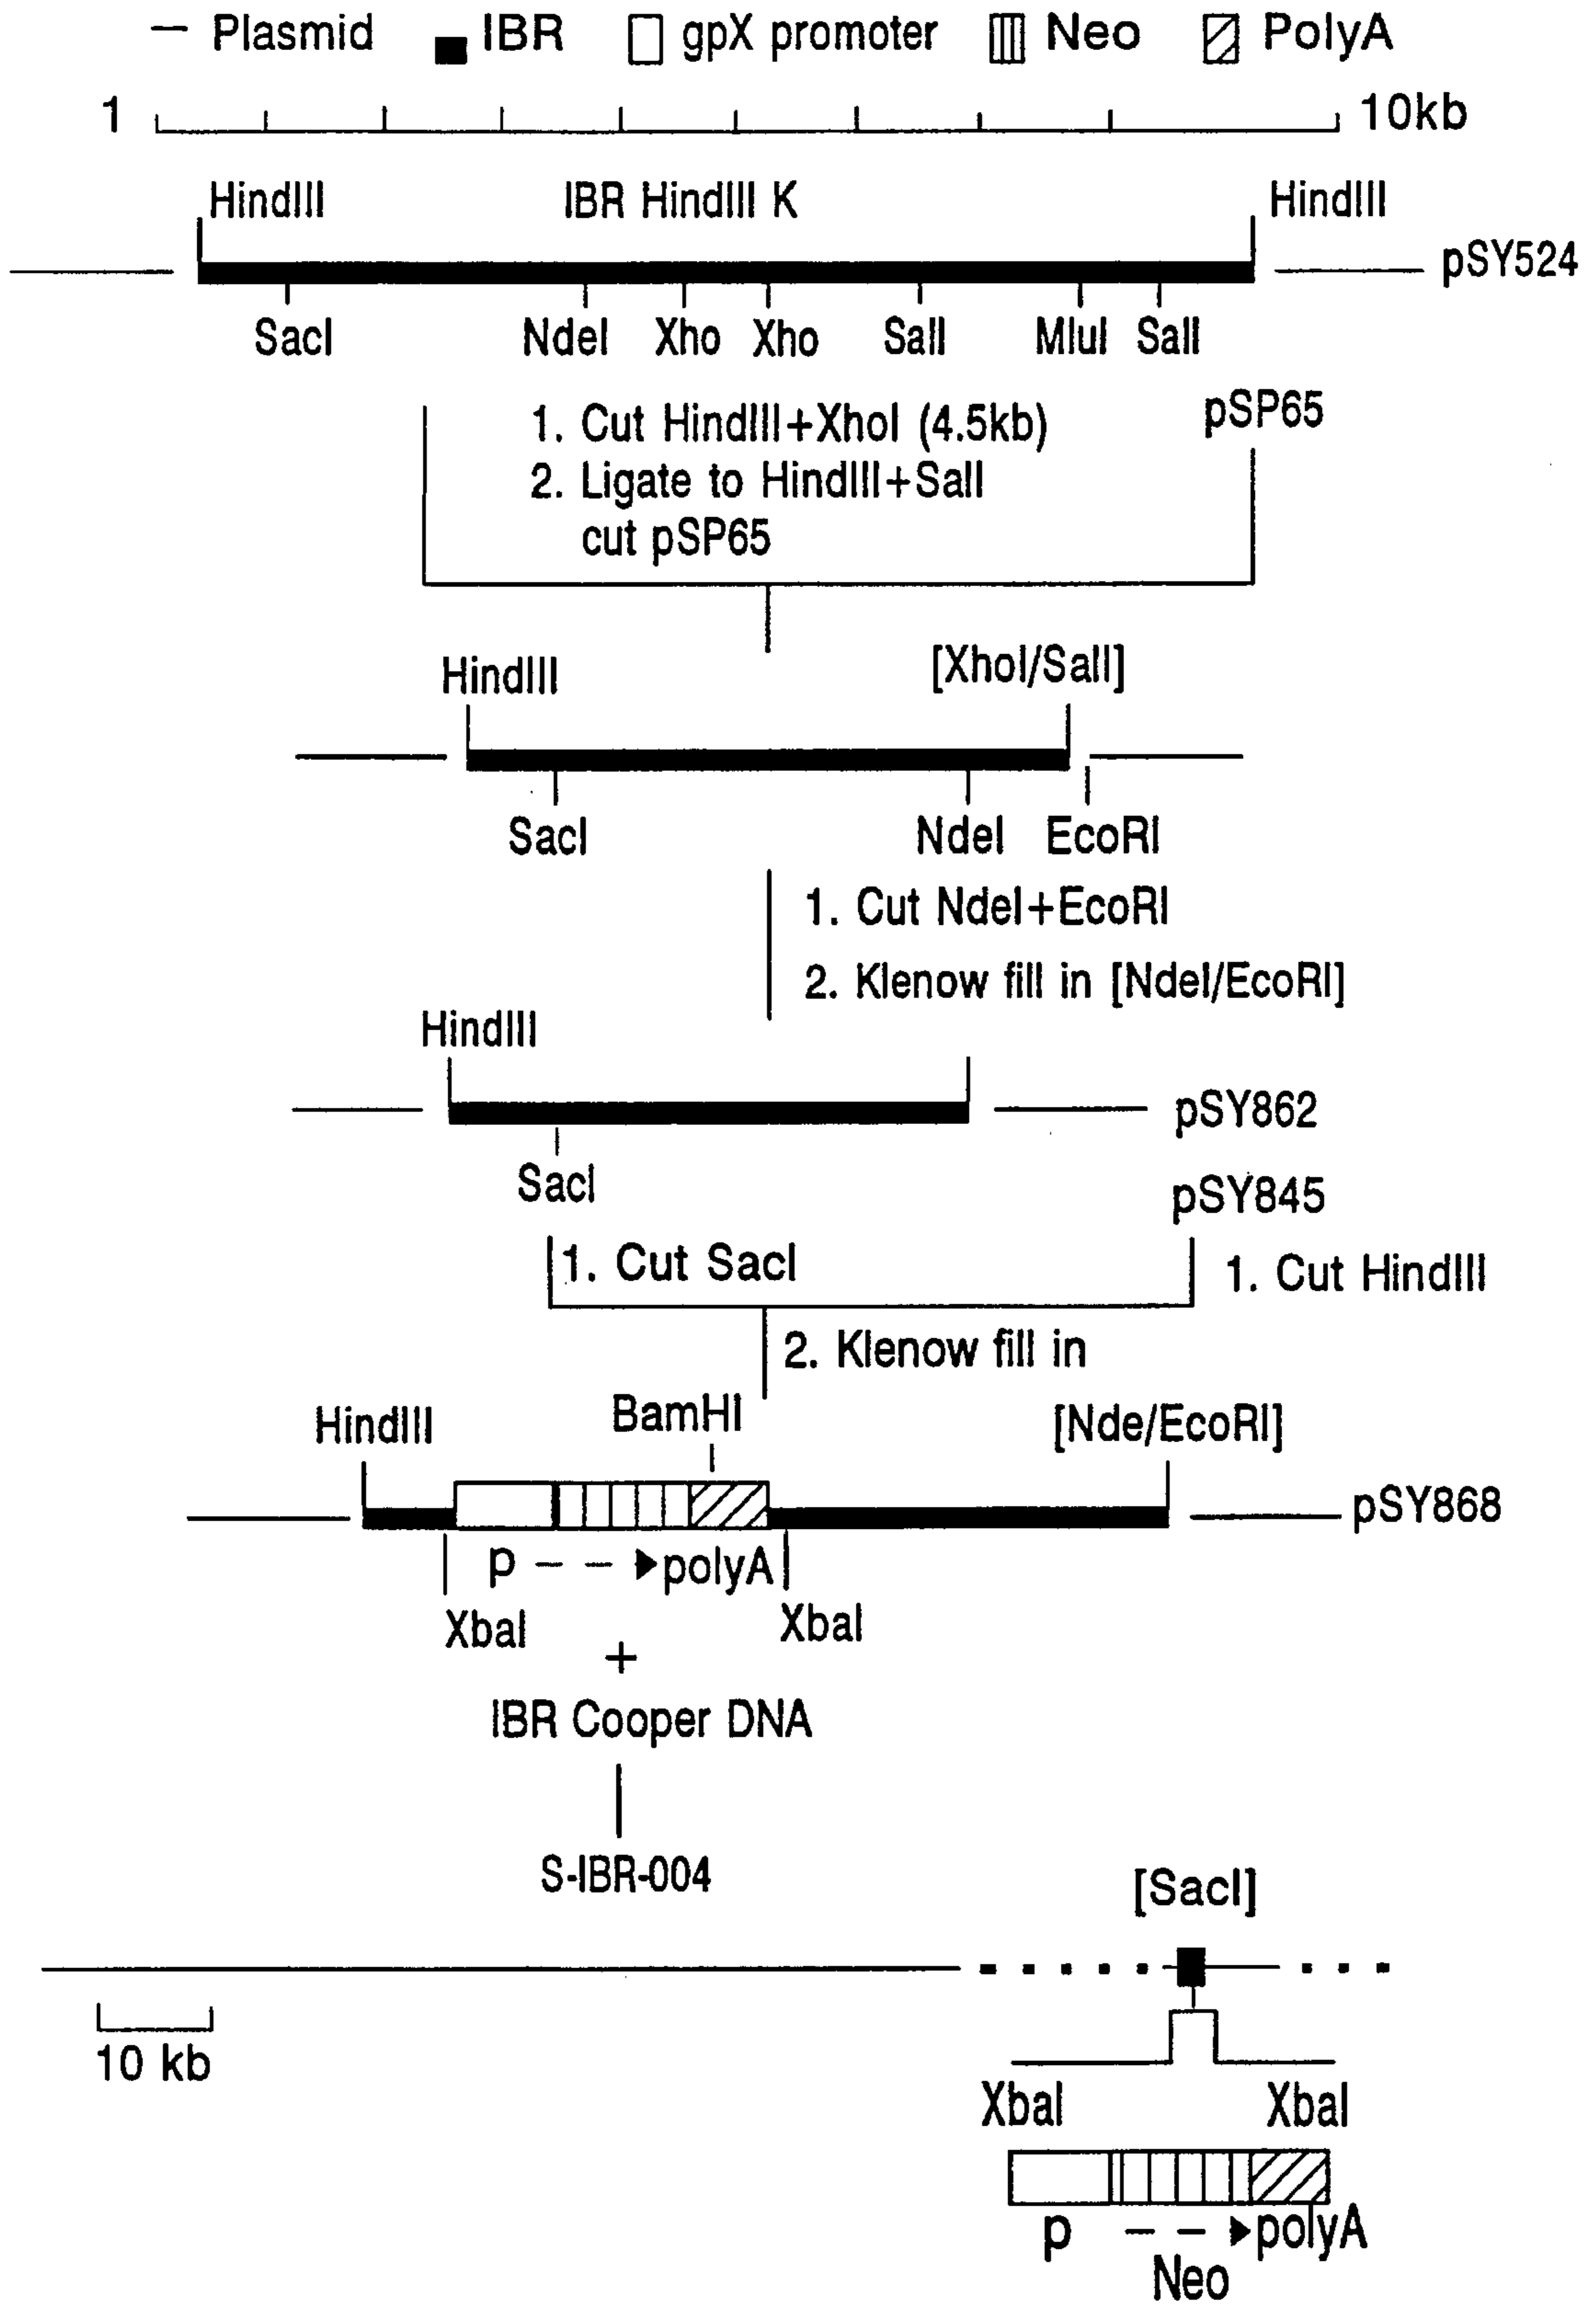 Plasmid IBR gpX promoter Neo PolyA
1 10kb
HindIII IBR HindIII K HindIII
pSY524
SacI NdeI Xho Xho SalI MluI SalI
pSP65
1. Cut HindIII+XhoI (4.5kb)
2. Ligate to HindIII+SalI
cut pSP65
HindIII [XhoI/SalI]
SacI NdeI EcoRI
1. Cut NdeI+EcoRI
2. Klenow fill in [NdeI/EcoRI]
HindIII
pSY862
SacI
pSY845
1. Cut SacI 1. Cut HindIII
2. Klenow fill in
HindIII BamHI [Nde/EcoRI]
pSY868
p polyA
XbaI XbaI
+
IBR Cooper DNA
S-IBR-004
[SacI]
10 kb
XbaI XbaI
p polyA
Neo